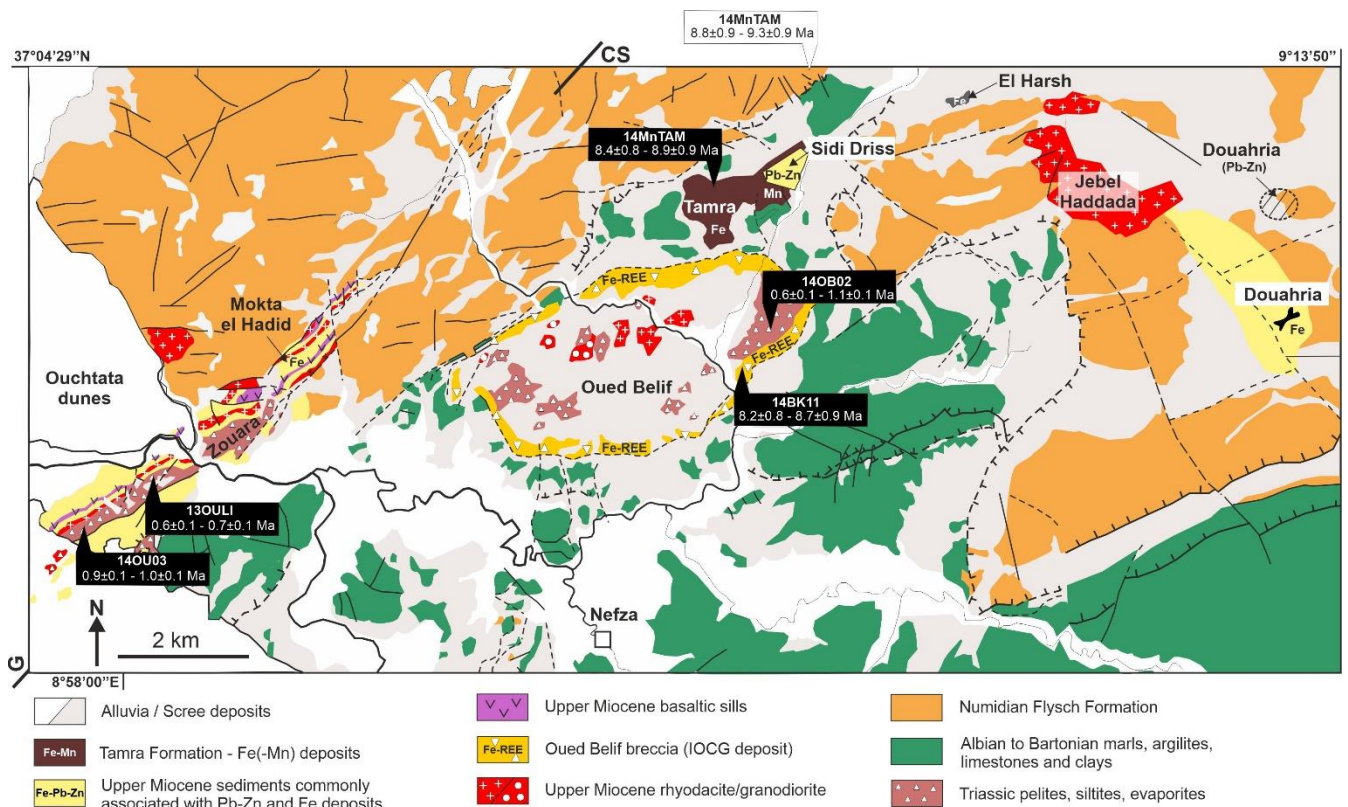 14MnTAM
8.8±0.9 - 9.3±0.9 Ma
37°04'29"N
CS
9°13'50"
El Harsh
Fe
14MnTAM
8.4±0.8 - 8.9±0.9 Ma
Sidi Driss
Pb-Zn
Mn
Tamra
Fe
Douahria
(Pb-Zn)
Jebel
Haddada
Fe-REE
14OB02
0.6±0.1 - 1.1±0.1 Ma
Mokta
el Hadid
Fe
Douahria
Fe
Fe-REE
Ouchtata
dunes
Oued Belif
14BK11
8.2±0.8 - 8.7±0.9 Ma
Zouara
Fe-REE
13OULI
0.6±0.1 - 0.7±0.1 Ma
14OU03
0.9±0.1 - 1.0±0.1 Ma
N
2 km
Nefza
G
8°58'00"E
Alluvia / Scree deposits
Upper Miocene basaltic sills
Numidian Flysch Formation
Fe-Mn
Tamra Formation - Fe(-Mn) deposits
Fe-REE
Oued Belif breccia (IOCG deposit)
Albian to Bartonian marls, argilites,
limestones and clays
Fe-Pb-Zn
Upper Miocene sediments commonly
associated with Pb-Zn and Fe deposits
Upper Miocene rhyodacite/granodiorite
Triassic pelites, siltites, evaporites